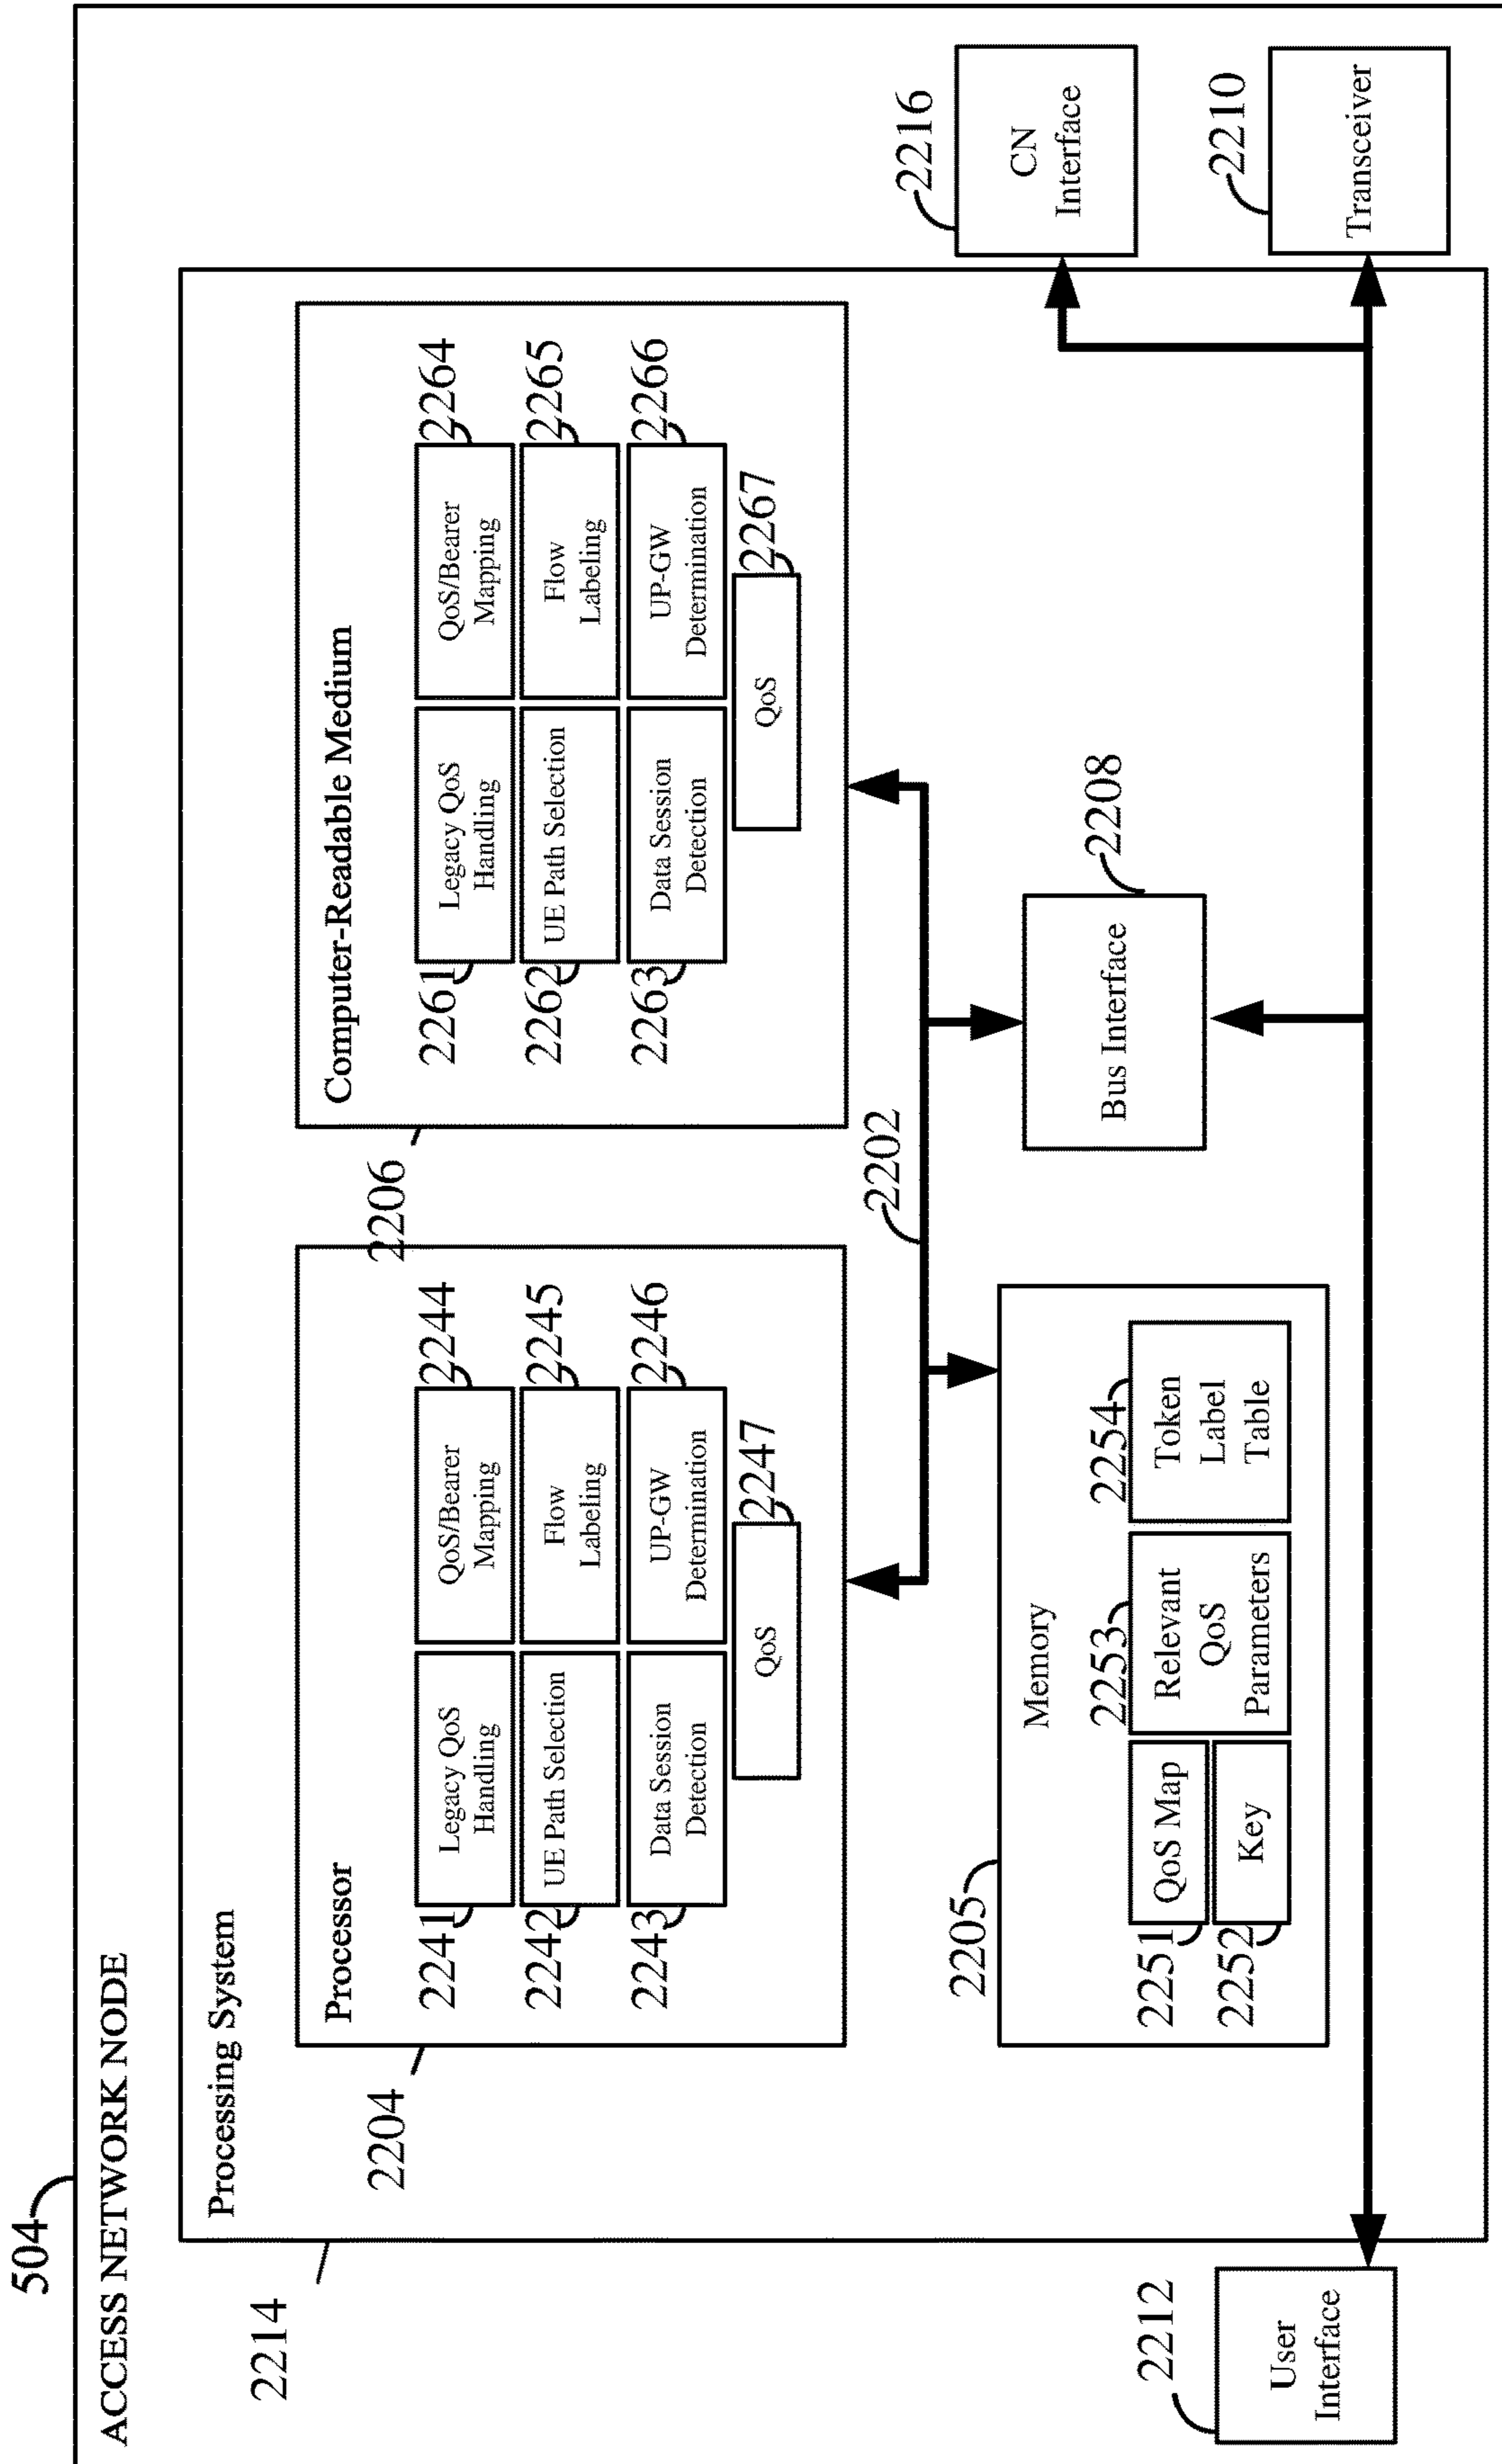 504
ACCESS NETWORK NODE
2214
Processing System
2204
Processor
2241
Legacy QoS
Handling
QoS/Bearer
Mapping
2244
2242
UE Path Selection
Flow
Labeling
2245
2243
Data Session
Detection
UP-GW
Determination
2246
QoS
2247
2206
Computer-Readable Medium
2261
Legacy QoS
Handling
QoS/Bearer
Mapping
2264
2262
UE Path Selection
Flow
Labeling
2265
2263
Data Session
Detection
UP-GW
Determination
2266
QoS
2267
2202
2205
Memory
2251
QoS Map
2252
Key
2253
Relevant
QoS
Parameters
2254
Token
Label
Table
Bus Interface
2208
2216
CN
Interface
2210
Transceiver
2212
User
Interface